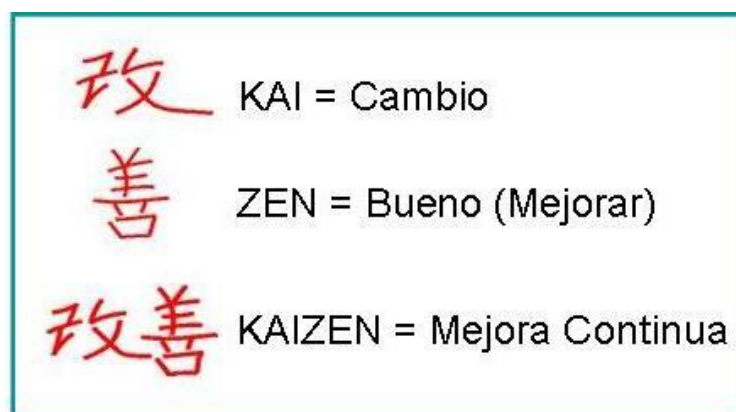 改 KAI = Cambio
善 ZEN = Bueno (Mejorar)
改善 KAIZEN = Mejora Continua